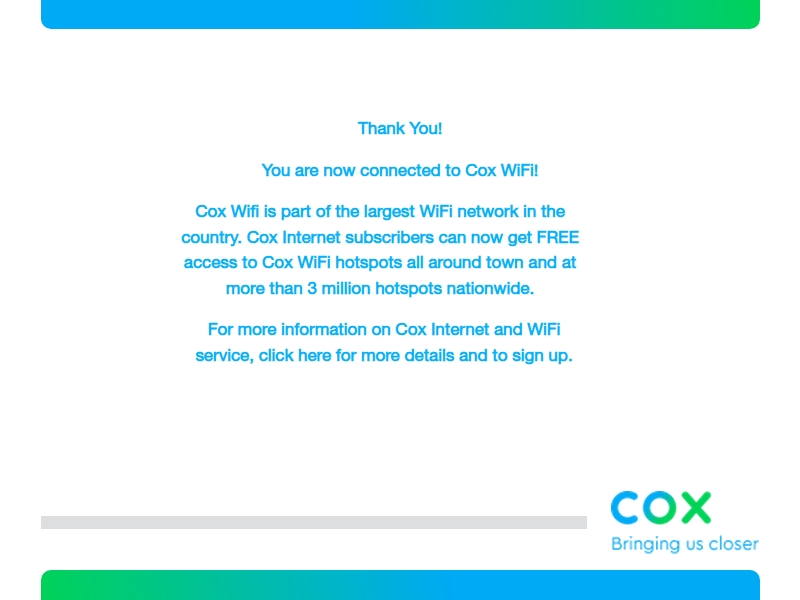 Thank You!
You are now connected to Cox WiFi!
Cox Wifi is part of the largest WiFi network in the
country. Cox Internet subscribers can now get FREE
access to Cox WiFi hotspots all around town and at
more than 3 million hotspots nationwide.
For more information on Cox Internet and WiFi
service, click here for more details and to sign up.
COX
Bringing us closer